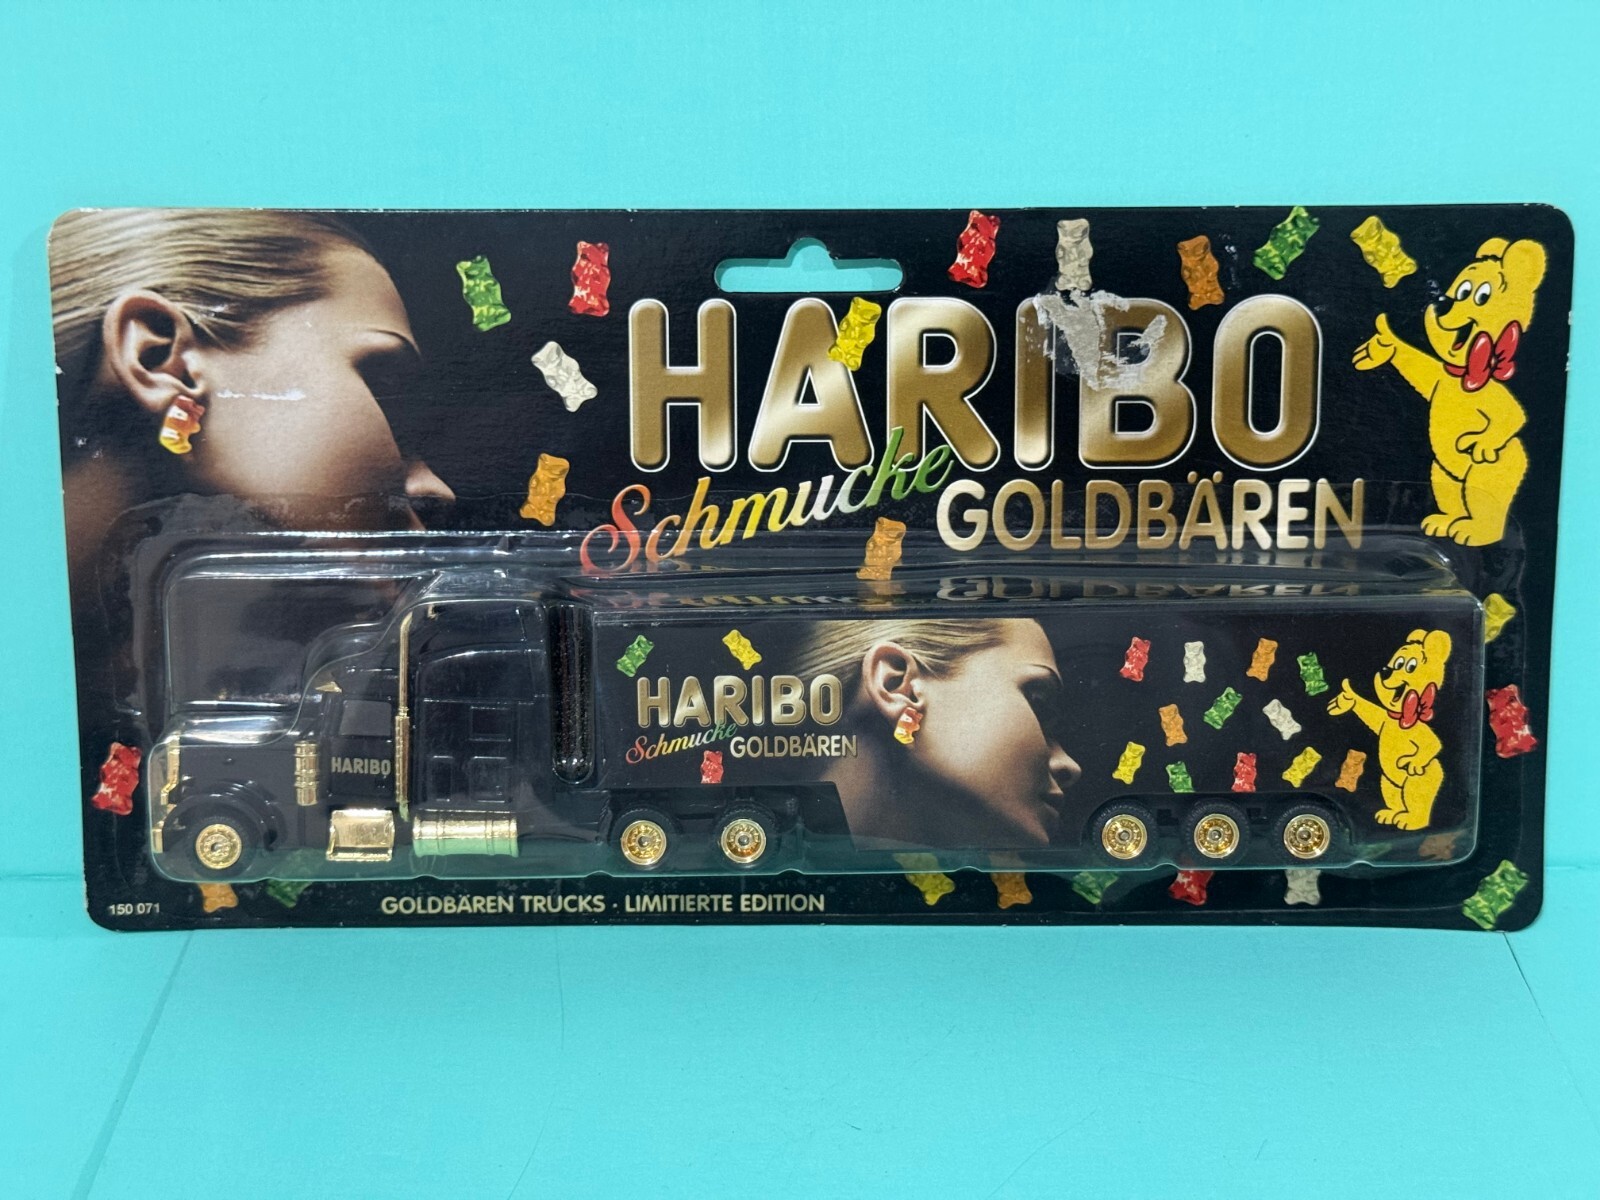 HARIBO
Schmucke GOLDBÄREN
HARIBO
HARIBO
Schmucke GOLDBÄREN
150 071
GOLDBÄREN TRUCKS · LIMITIERTE EDITION